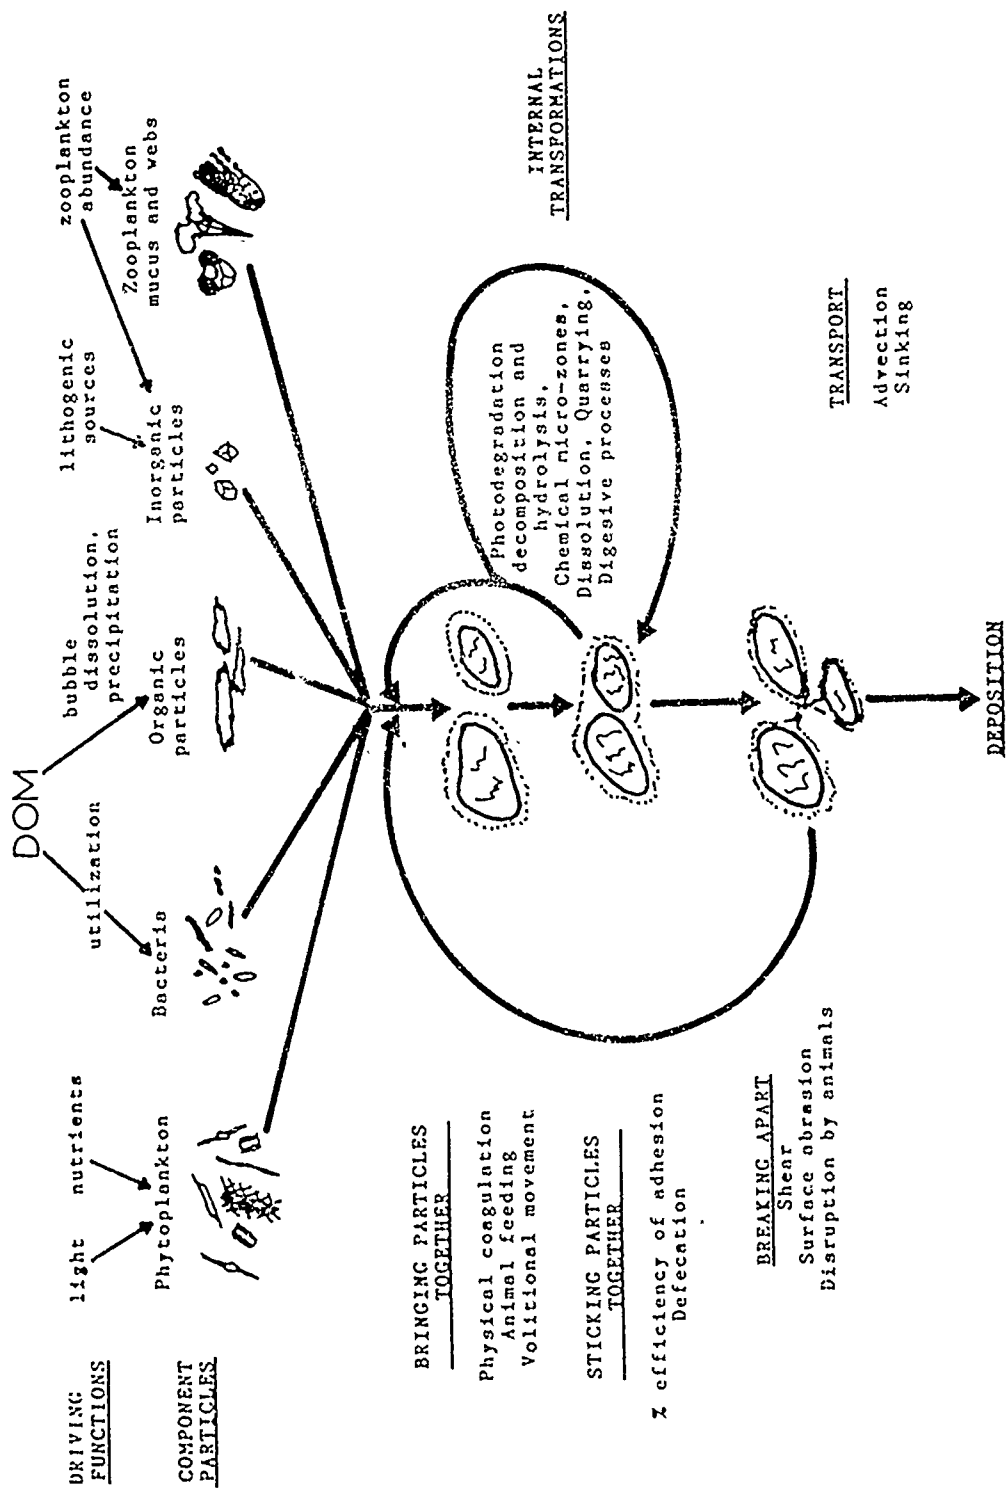 DRIVING
FUNCTIONS
light
nutrients
DOM
utilization
bubble
dissolution,
precipitation
lithogenic
sources
zooplankton
abundance
COMPONENT
PARTICLES
Phytoplankton
Bacteria
Organic
particles
Inorganic
particles
Zooplankton
mucus and webs
BRINGING PARTICLES
TOGETHER
Physical coagulation
Animal feeding
Volitional movement
STICKING PARTICLES
TOGETHER
% efficiency of adhesion
Defecation
BREAKING APART
Shear
Surface abrasion
Disruption by animals
INTERNAL
TRANSFORMATIONS
Photodegradation
decomposition and
hydrolysis,
Chemical micro-zones,
Dissolution, Quarrying,
Digesive processes
TRANSPORT
Advection
Sinking
DEPOSITION